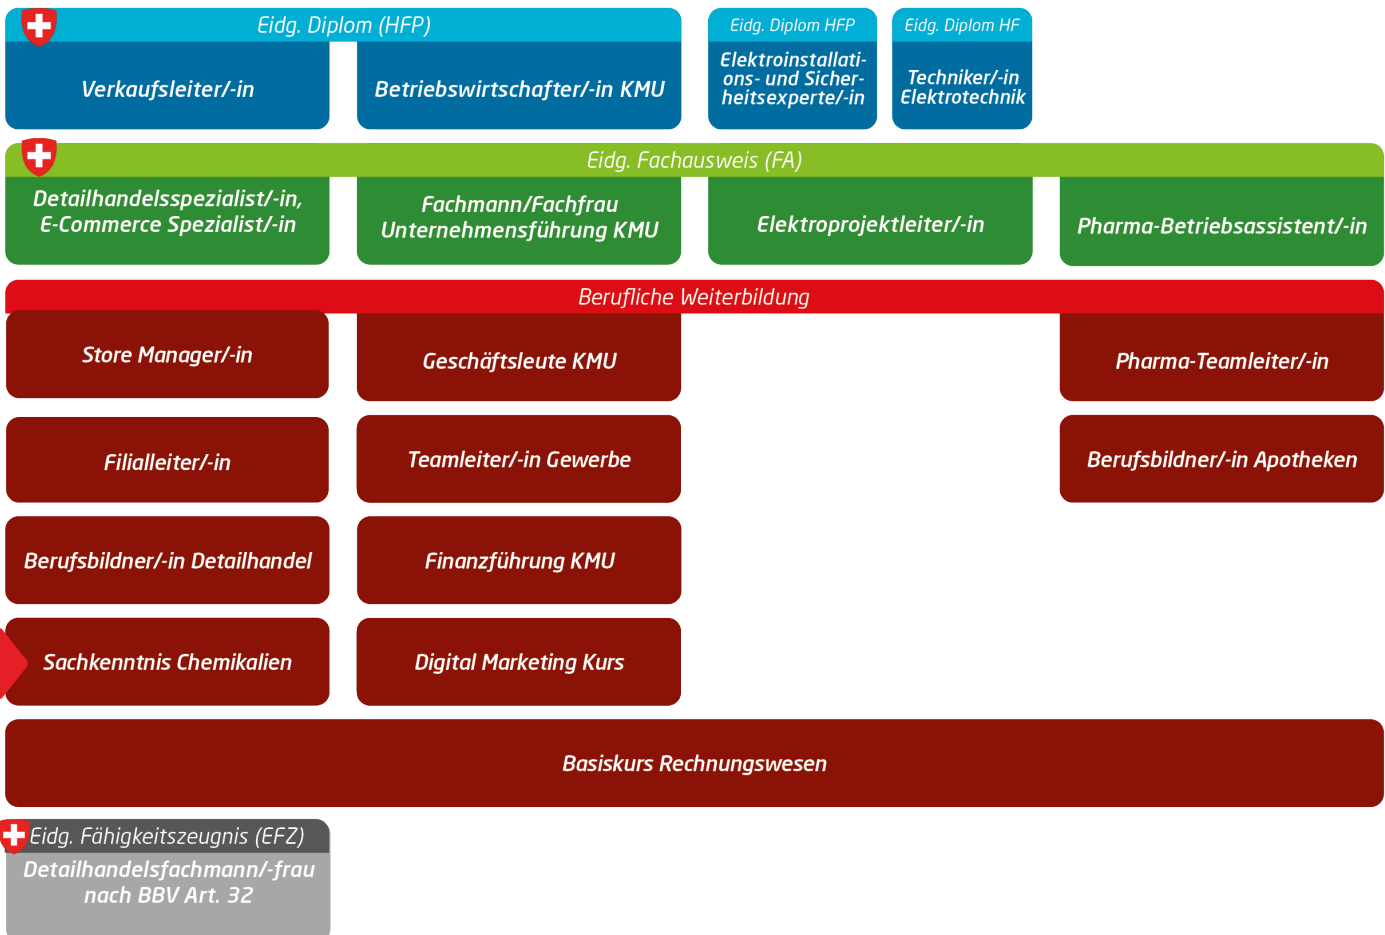 Eidg. Diplom (HFP)
Verkaufsleiter/-in
Betriebswirtschafter/-in KMU
Eidg. Diplom HFP
Elektroinstallati-
ons- und Sicher-
heitsexperte/-in
Eidg. Diplom HF
Techniker/-in
Elektrotechnik
Eidg. Fachausweis (FA)
Detailhandelsspezialist/-in,
E-Commerce Spezialist/-in
Fachmann/Fachfrau
Unternehmensführung KMU
Elektroprojektleiter/-in
Pharma-Betriebsassistent/-in
Berufliche Weiterbildung
Store Manager/-in
Geschäftsleute KMU
Pharma-Teamleiter/-in
Filialleiter/-in
Teamleiter/-in Gewerbe
Berufsbildner/-in Apotheken
Berufsbildner/-in Detailhandel
Finanzführung KMU
Sachkenntnis Chemikalien
Digital Marketing Kurs
Basiskurs Rechnungswesen
Eidg. Fähigkeitszeugnis (EFZ)
Detailhandelsfachmann/-frau
nach BBV Art. 32